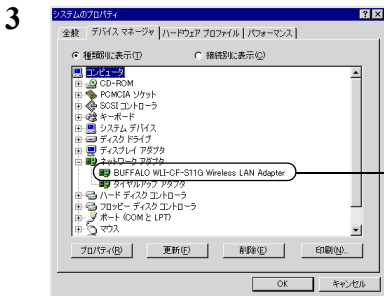 3
システムのプロパティ
全般 デバイス マネージャ ハードウェア プロファイル パフォーマンス
種類別に表示(T) 接続別に表示(C)
コンピュータ
CD-ROM
PCMCIA ソケット
SCSI コントローラ
キーボード
システム デバイス
ディスク ドライブ
ディスプレイ アダプタ
ネットワーク アダプタ
BUFFALO WLI-CF-S11G Wireless LAN Adapter
ダイヤルアップ アダプタ
ハード ディスク コントローラ
フロッピー ディスク コントローラ
ポート (COM と LPT)
マウス
プロパティ(R) 更新(F) 削除(E) 印刷(N)...
OK キャンセル